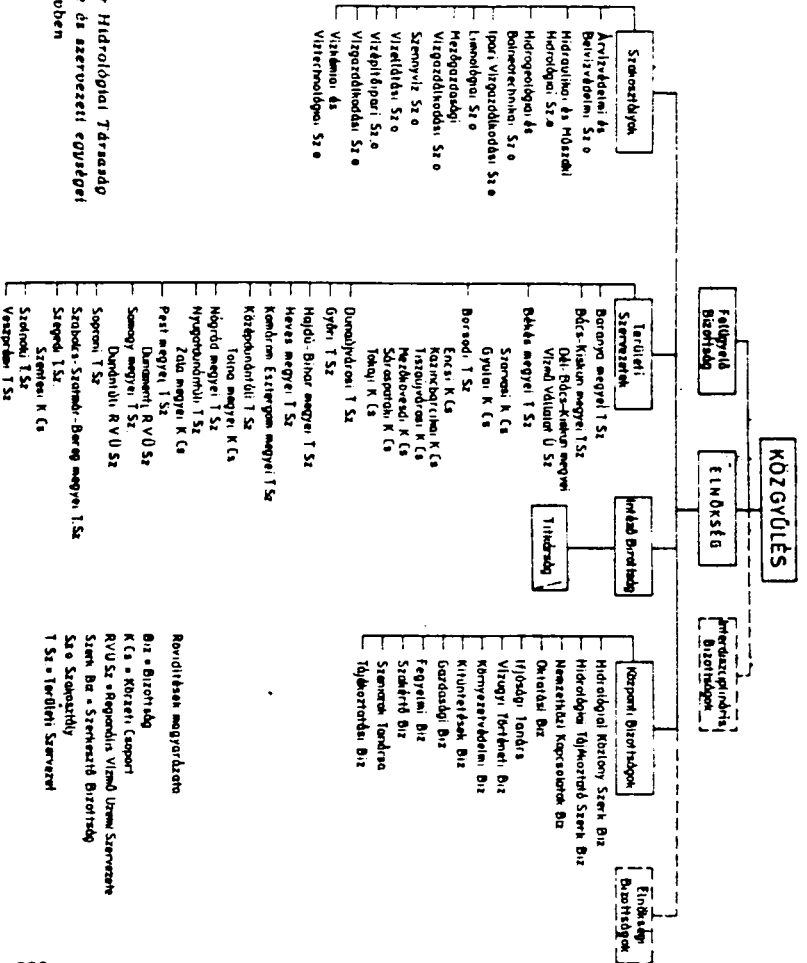 KÖZGYŰLÉS
Felügyelő
Bizottság
ELNÖKSÉG
Interdiszciplináris
Bizottságok
Szakosztályok
Területi
Szervezetek
Intéző Bizottság
Központi Bizottságok
Elnökségi
Bizottságok
Titkárság
Árvízvédelmi és
Belvízvédelmi Sz o
Hidraulikai és Műszaki
Hidrológiai Sz.o
Hidrogeológiai és
Balneotechnikai Sz o
Ipari Vízgazdálkodási Sz o
Limnológiai Sz o
Mezőgazdasági
Vízgazdálkodási Sz o
Szennyvíz Sz o
Vízellátási Sz o
Vízépítőipari Sz.o
Vízgazdálkodási Sz o
Vízkémiai és
Víztechnológiai Sz o
Baranya megyei T Sz
Bács-Kiskun megyei T Sz
Dél-Bács-Kiskun megyei
Vízmű Vállalat Ü Sz
Békés megyei T Sz
Szarvasi K Cs
Gyulai K Cs
Borsodi T Sz
Encsi K Cs
Kazincbarcikai K Cs
Tiszaújvárosi K Cs
Mezőkövesdi K Cs
Sárospataki K Cs
Tokaji K Cs
Dunaújvárosi T Sz
Győri T Sz
Hajdú-Bihar megyei T Sz
Heves megyei T Sz
Komárom Esztergom megyei T Sz
Középdunántúli T Sz
Tolna megyei K Cs
Nógrád megyei T Sz
Nyugatdunántúli T Sz
Zala megyei K Cs
Pest megyei T Sz
Dunamenti R V Ü Sz
Somogy megyei T Sz.
Dunántúli R V Ü Sz
Soproni T Sz
Szabolcs-Szatmár-Bereg megyei T.Sz
Szegedi T Sz.
Szentesi K Cs
Szolnoki T.Sz
Veszprémi T Sz
Hidrológiai Közlöny Szerk Biz
Hidrológiai Tájékoztató Szerk Biz
Nemzetközi Kapcsolatok Biz
Oktatási Biz
Ifjúsági Tanács
Vízügyi Történeti Biz
Környezetvédelmi Biz
Kitüntetések Biz
Gazdasági Biz
Fegyelmi Biz
Szakértő Biz
Szeniorok Tanácsa
Tájékoztatási Biz
Rövidítések magyarázata
Biz = Bizottság
K Cs = Körzeti Csoport
RVÜ Sz = Regionális Vízmű Üzemi Szervezete
Szerk Biz = Szerkesztő Bizottság
Sz o Szakosztály
T Sz = Területi Szervezet
Hidrológiai Társaság
és szervezeti egységei